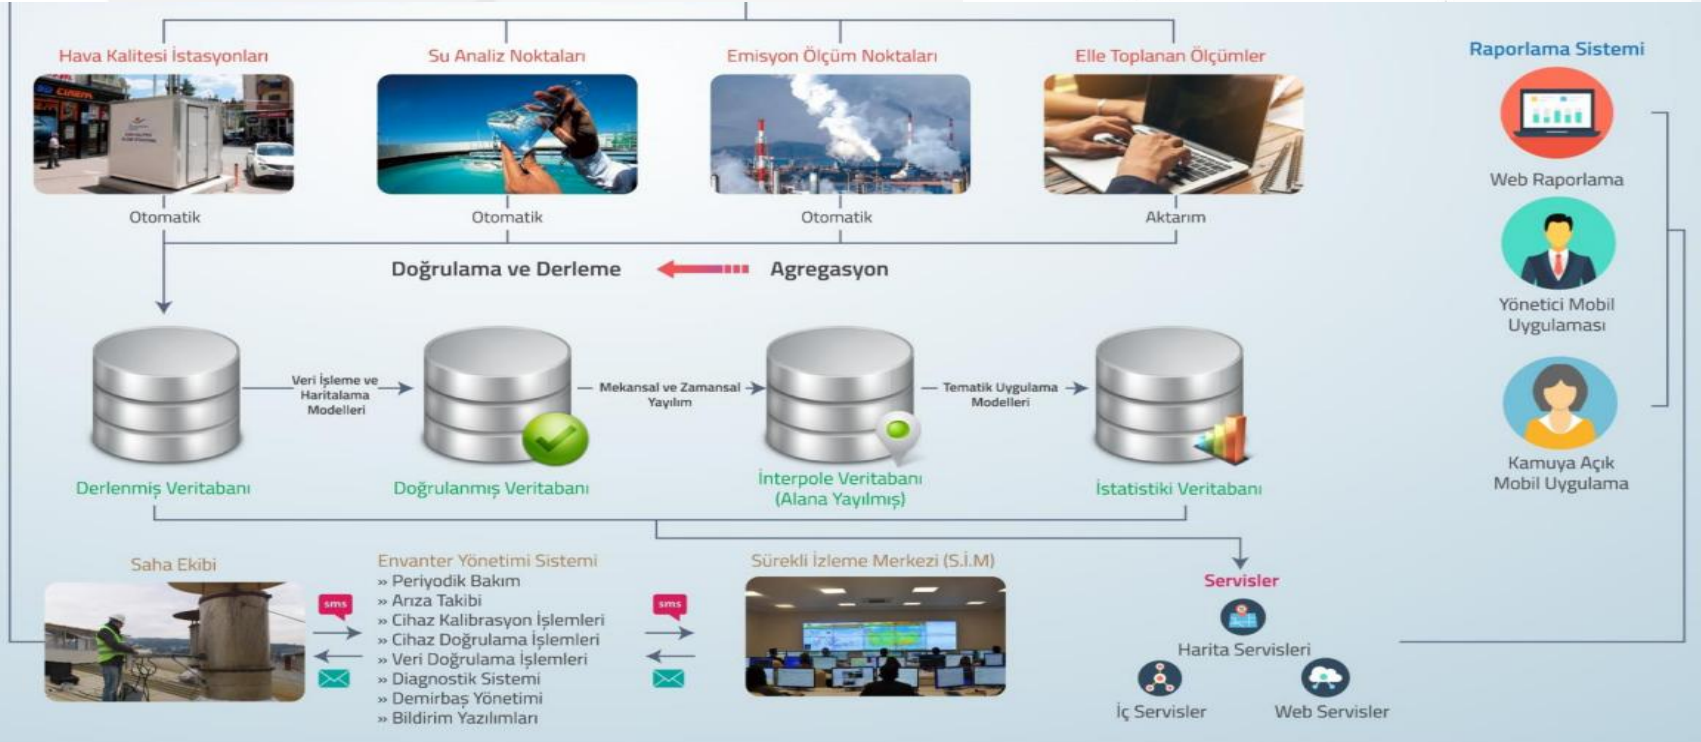 Hava Kalitesi İstasyonları
Su Analiz Noktaları
Emisyon Ölçüm Noktaları
Elle Toplanan Ölçümler
Raporlama Sistemi
Web Raporlama
Otomatik
Otomatik
Otomatik
Aktarım
Doğrulama ve Derleme
Agregasyon
Yönetici Mobil
Uygulaması
Veri İşleme ve
Haritalama
Modelleri
Mekansal ve Zamansal
Yayılım
Tematik Uygulama
Modelleri
Kamuya Açık
Mobil Uygulama
Derlenmiş Veritabanı
Doğrulanmış Veritabanı
İnterpole Veritabanı
(Alana Yayılmış)
İstatistiki Veritabanı
Saha Ekibi
sms
Envanter Yönetimi Sistemi
» Periyodik Bakım
» Arıza Takibi
» Cihaz Kalibrasyon İşlemleri
» Cihaz Doğrulama İşlemleri
» Veri Doğrulama İşlemleri
» Diagnostik Sistemi
» Demirbaş Yönetimi
» Bildirim Yazılımları
sms
Sürekli İzleme Merkezi (S.İ.M)
Servisler
Harita Servisleri
İç Servisler
Web Servisler